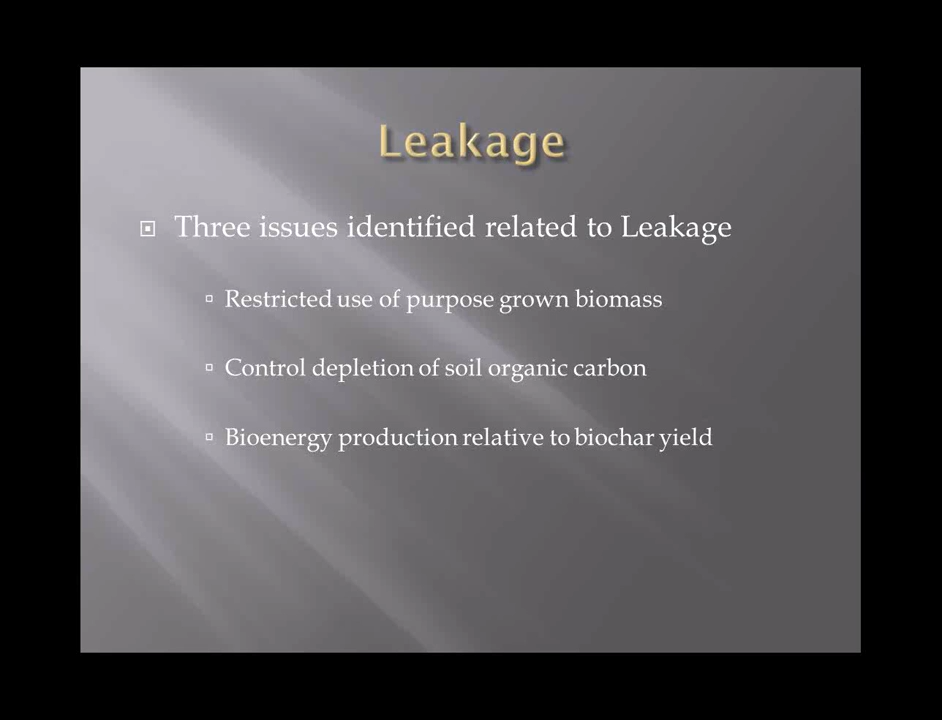 Leakage
Three issues identified related to Leakage
Restricted use of purpose grown biomass
Control depletion of soil organic carbon
Bioenergy production relative to biochar yield